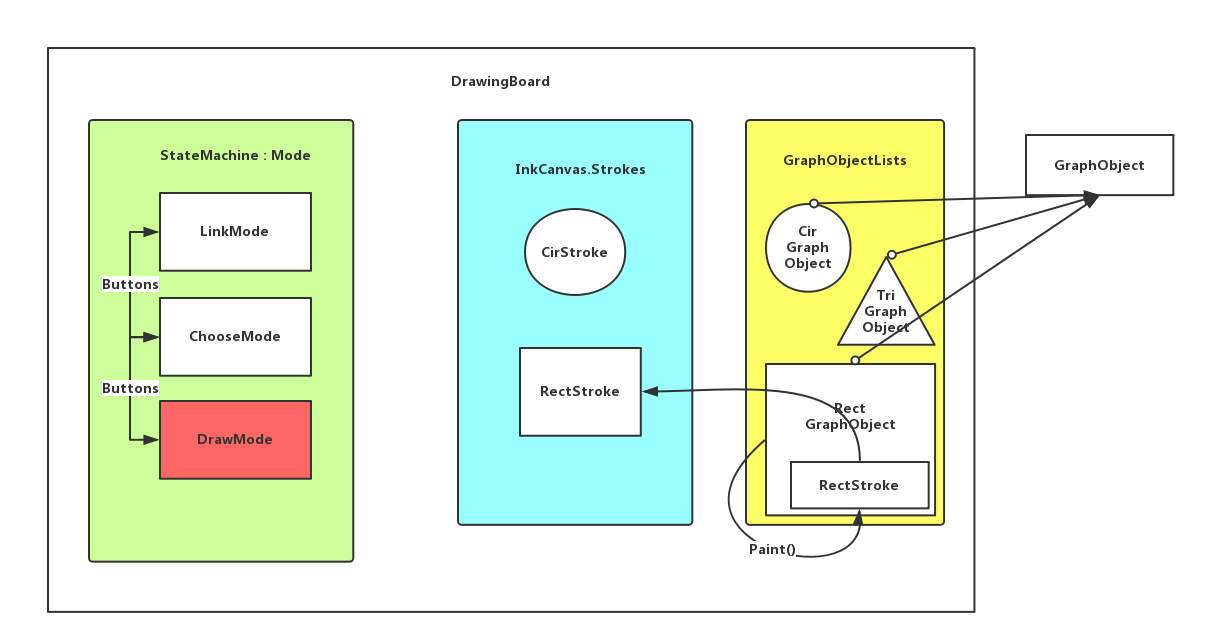 DrawingBoard
StateMachine : Mode
LinkMode
Buttons
ChooseMode
Buttons
DrawMode
InkCanvas.Strokes
CirStroke
RectStroke
GraphObjectLists
Cir
Graph
Object
Tri
Graph
Object
Rect
GraphObject
RectStroke
Paint()
GraphObject